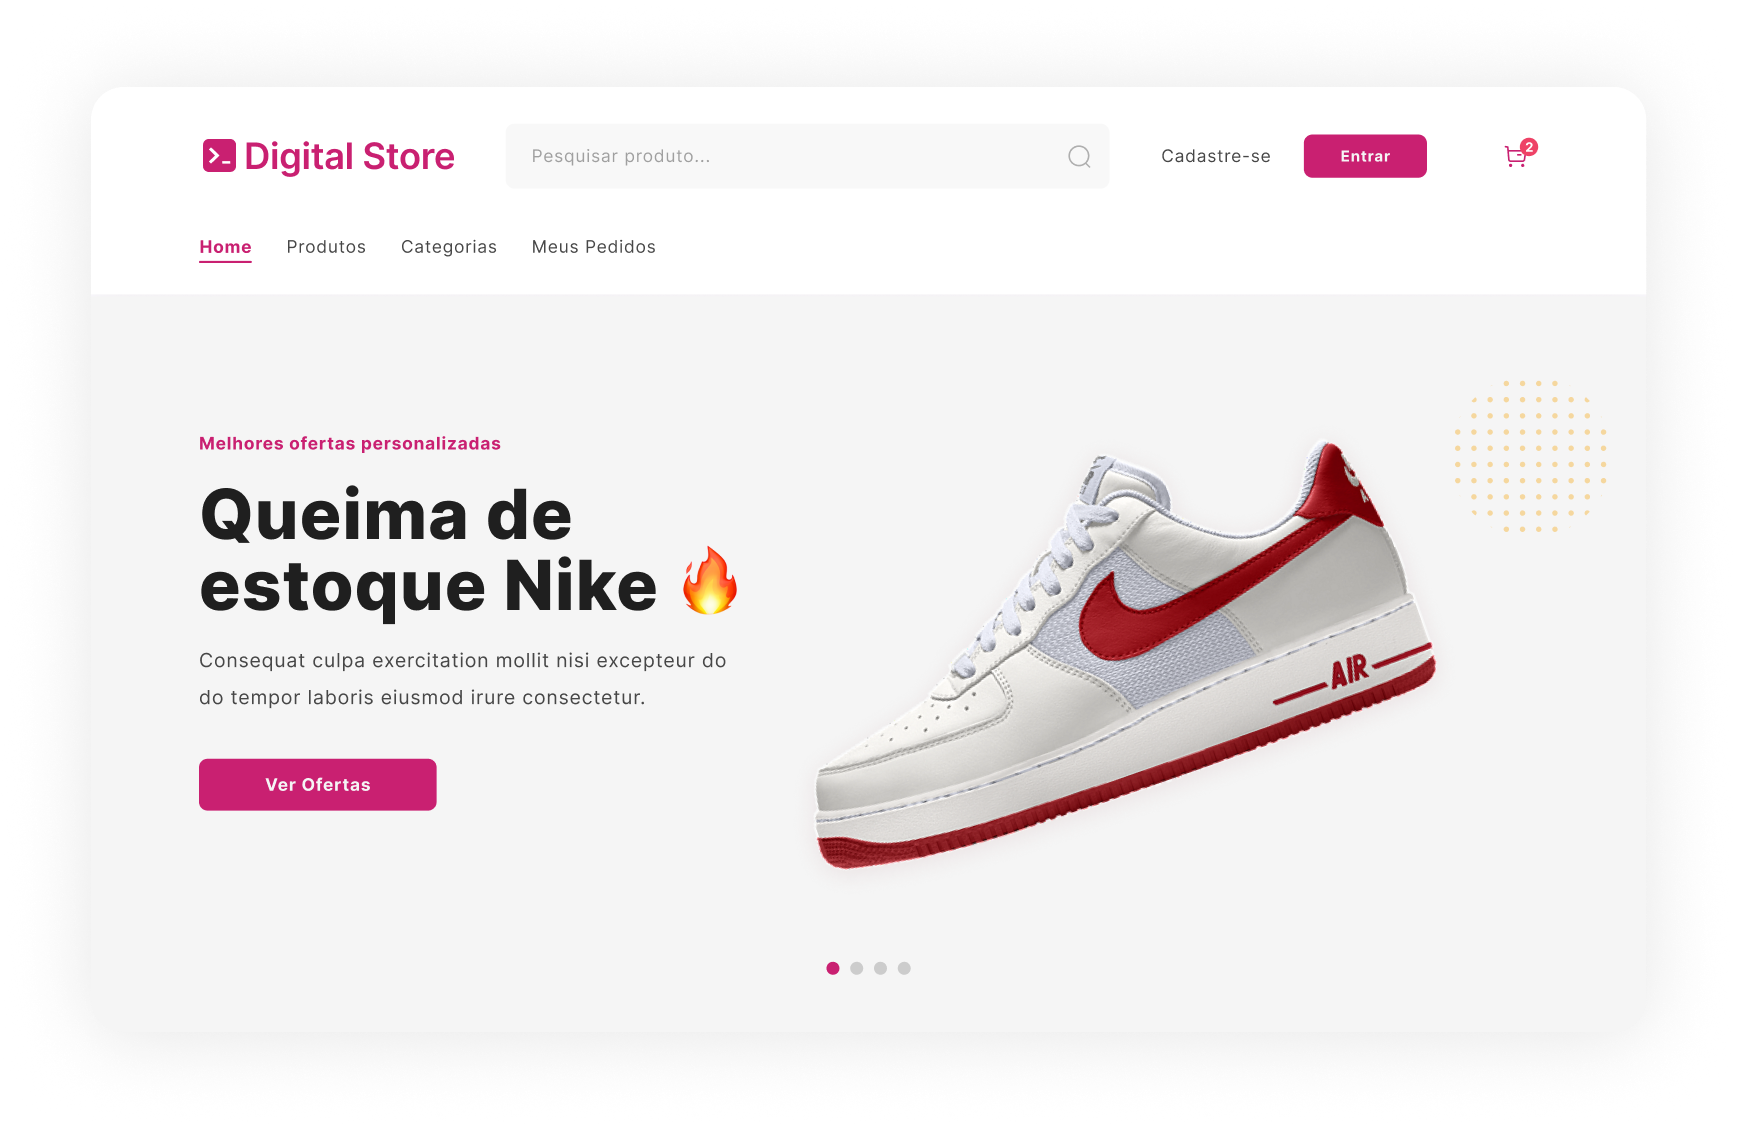 Digital Store
Pesquisar produto...
Cadastre-se
Entrar
2
Home
Produtos
Categorias
Meus Pedidos
Melhores ofertas personalizadas
Queima de
estoque Nike 🔥
Consequat culpa exercitation mollit nisi excepteur do
do tempor laboris eiusmod irure consectetur.
Ver Ofertas
AIR